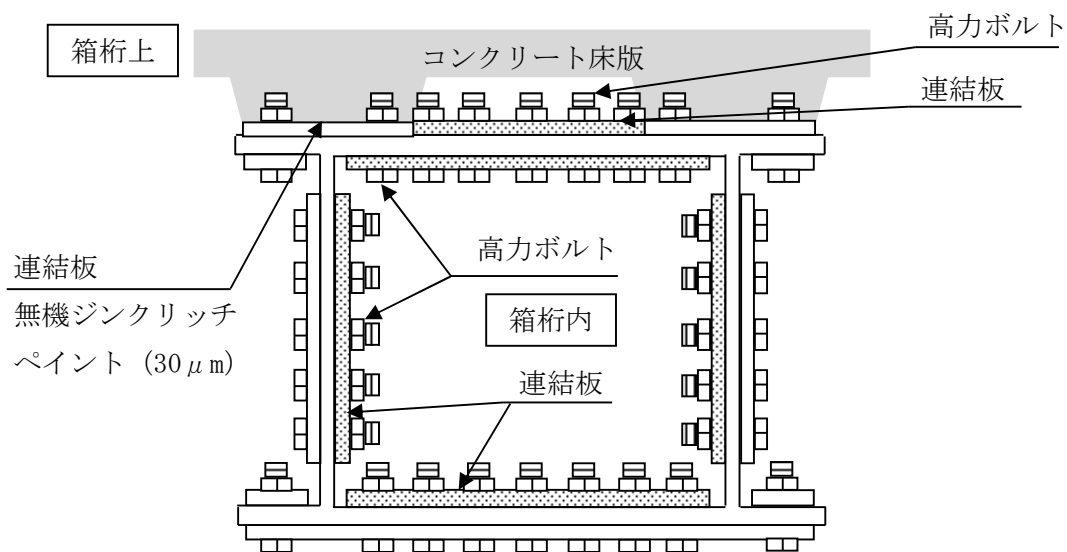 箱桁上
高力ボルト
コンクリート床版
連結板
高力ボルト
連結板
無機ジンクリッチ
ペイント (30μm)
箱桁内
連結板